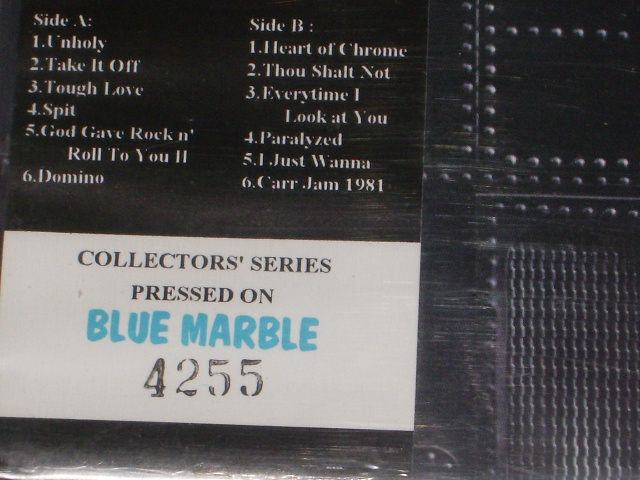 Side A:
1.Unholy
2.Take It Off
3.Tough Love
4.Spit
5.God Gave Rock n'
Roll To You II
6.Domino
Side B :
1.Heart of Chrome
2.Thou Shalt Not
3.Everytime I
Look at You
4.Paralyzed
5.I Just Wanna
6.Carr Jam 1981
COLLECTORS' SERIES
PRESSED ON
BLUE MARBLE
4255